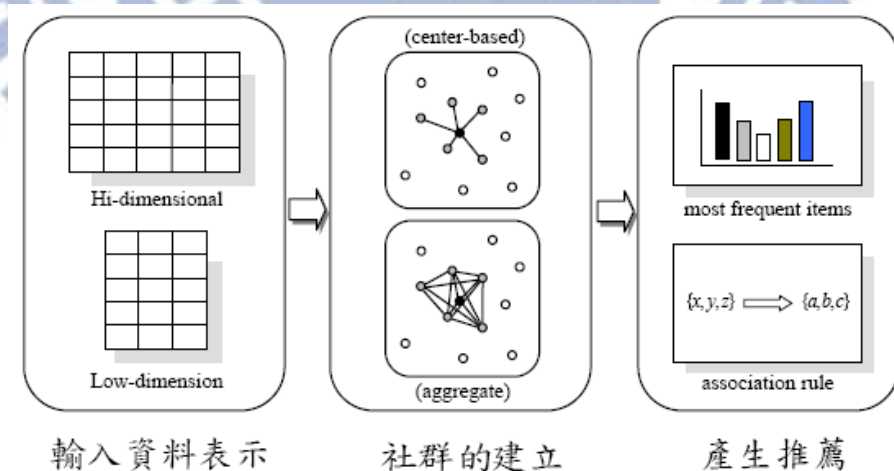 Hi-dimensional
Low-dimension
(center-based)
(aggregate)
most frequent items
{x,y,z} {a,b,c}
association rule
輸入資料表示
社群的建立
產生推薦